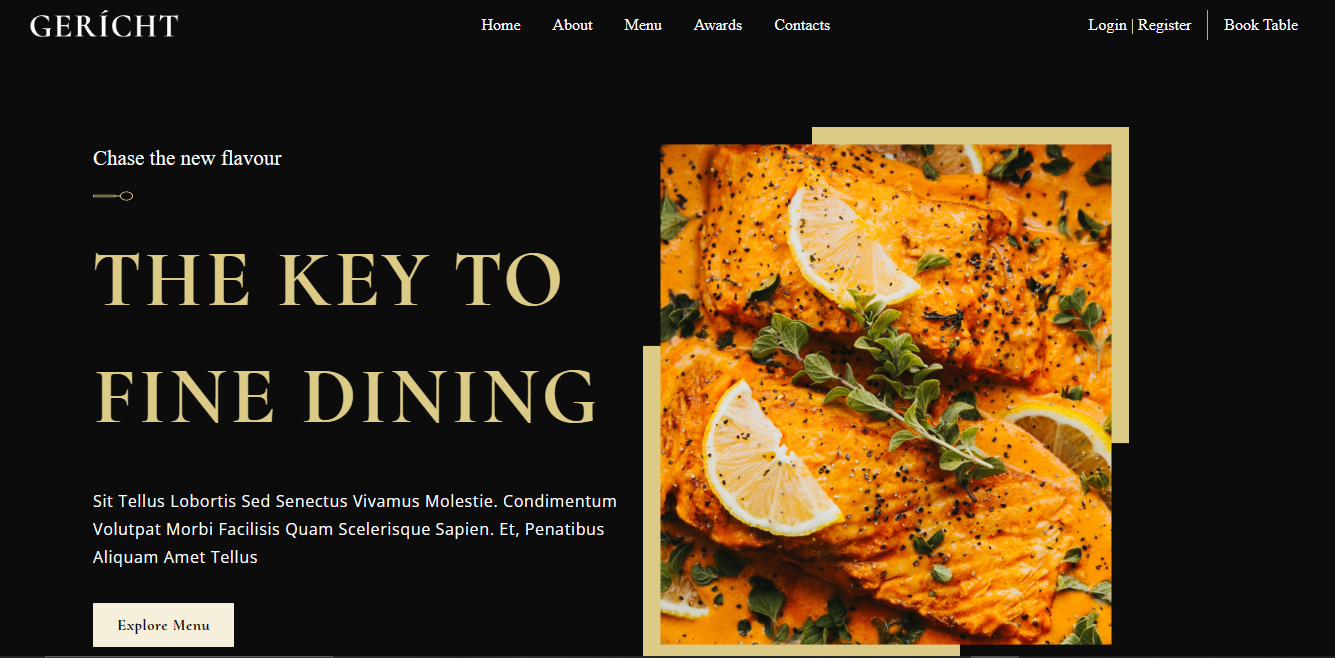 GERÍCHT
Home About Menu Awards Contacts
Login | Register
Book Table
Chase the new flavour
THE KEY TO
FINE DINING
Sit Tellus Lobortis Sed Senectus Vivamus Molestie. Condimentum
Volutpat Morbi Facilisis Quam Scelerisque Sapien. Et, Penatibus
Aliquam Amet Tellus
Explore Menu